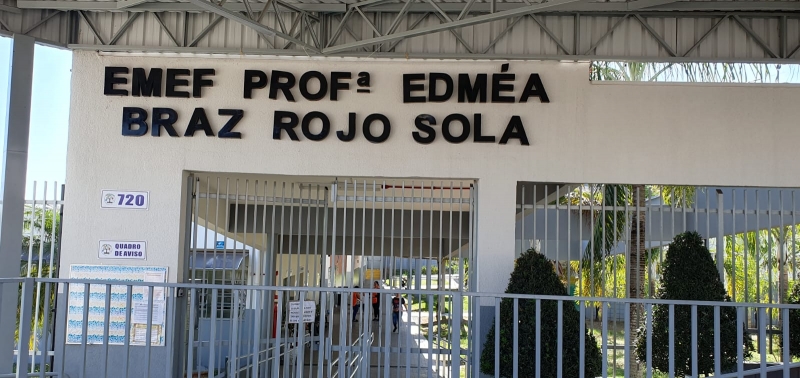 EMEF PROFª EDMÉA
BRAZ ROJO SOLA
720
QUADRO
DE AVISO